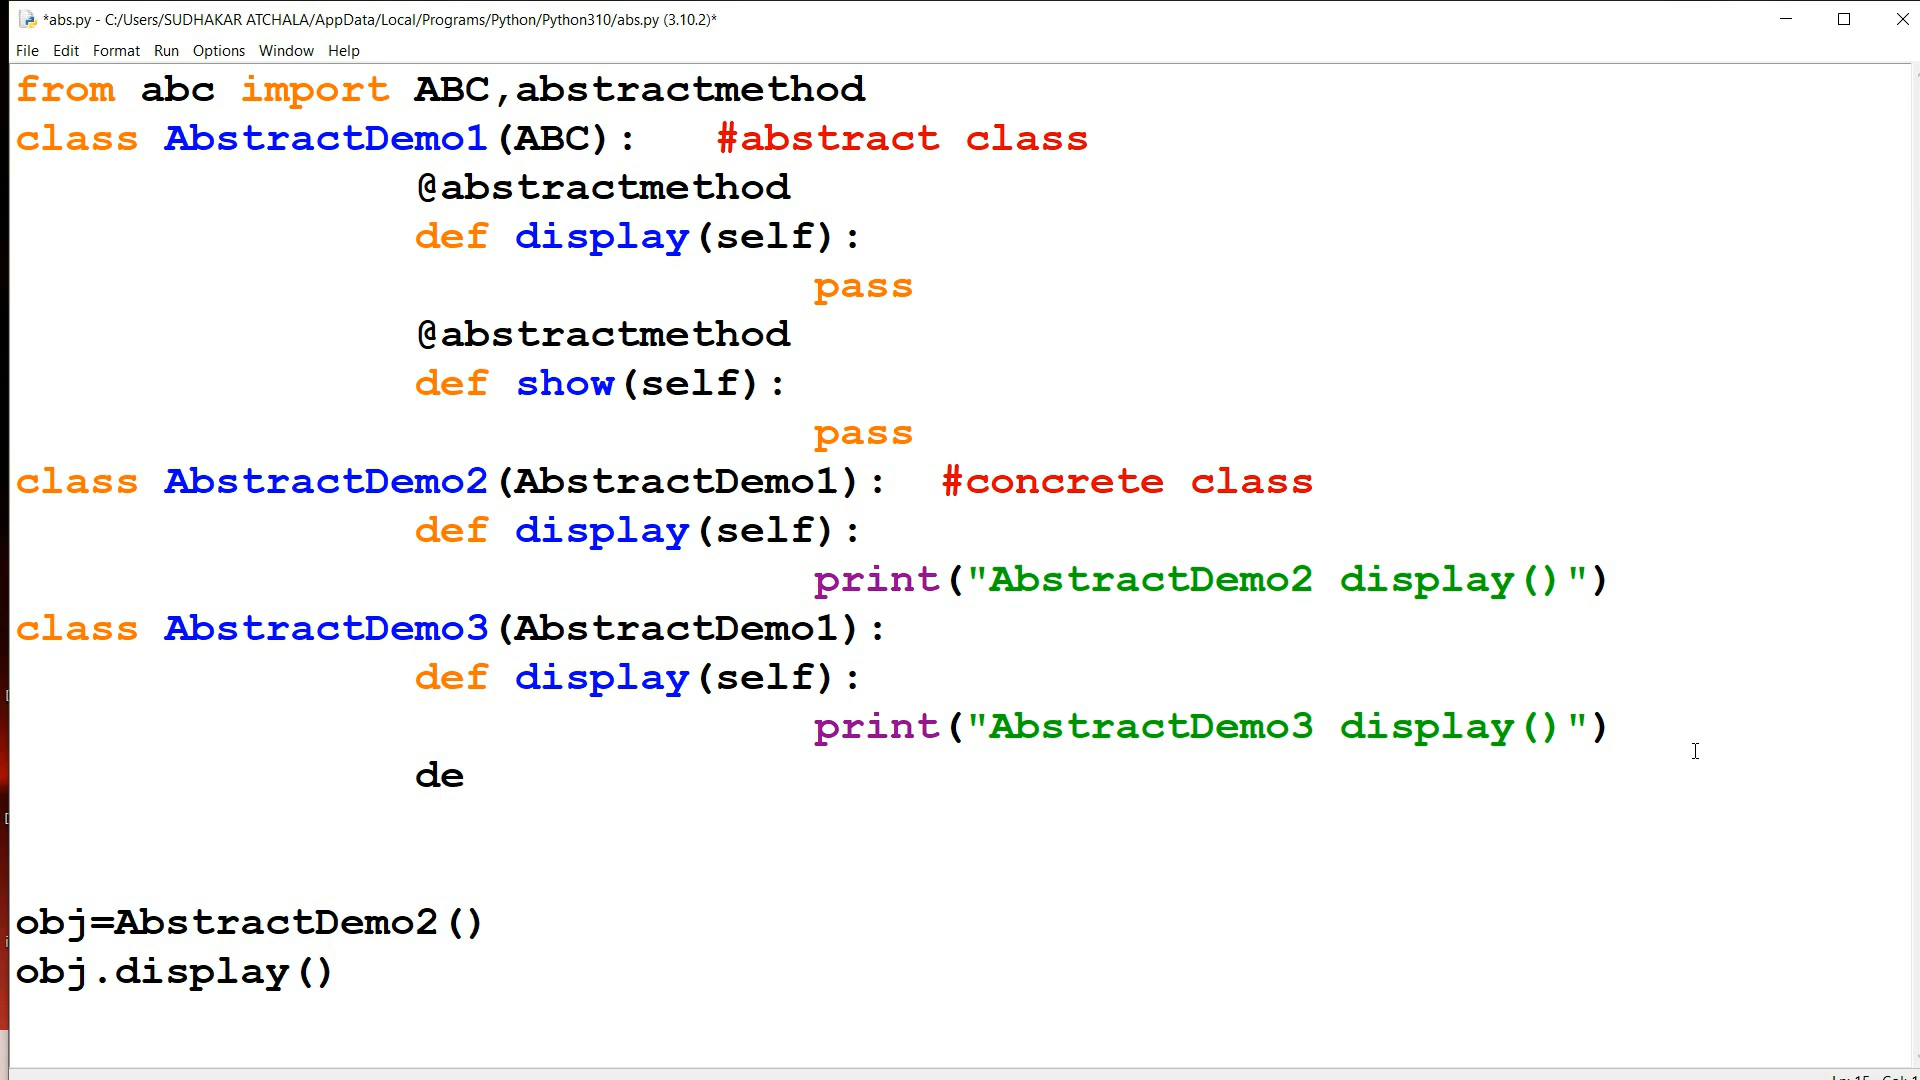 *abs.py - C:/Users/SUDHAKAR ATCHALA/AppData/Local/Programs/Python/Python310/abs.py (3.10.2)*
File Edit Format Run Options Window Help
from abc import ABC,abstractmethod
class AbstractDemo1(ABC):   #abstract class
                @abstractmethod
                def display(self):
                                pass
                @abstractmethod
                def show(self):
                                pass
class AbstractDemo2(AbstractDemo1):  #concrete class
                def display(self):
                                print("AbstractDemo2 display()")
class AbstractDemo3(AbstractDemo1):
                def display(self):
                                print("AbstractDemo3 display()")
                de
obj=AbstractDemo2()
obj.display()